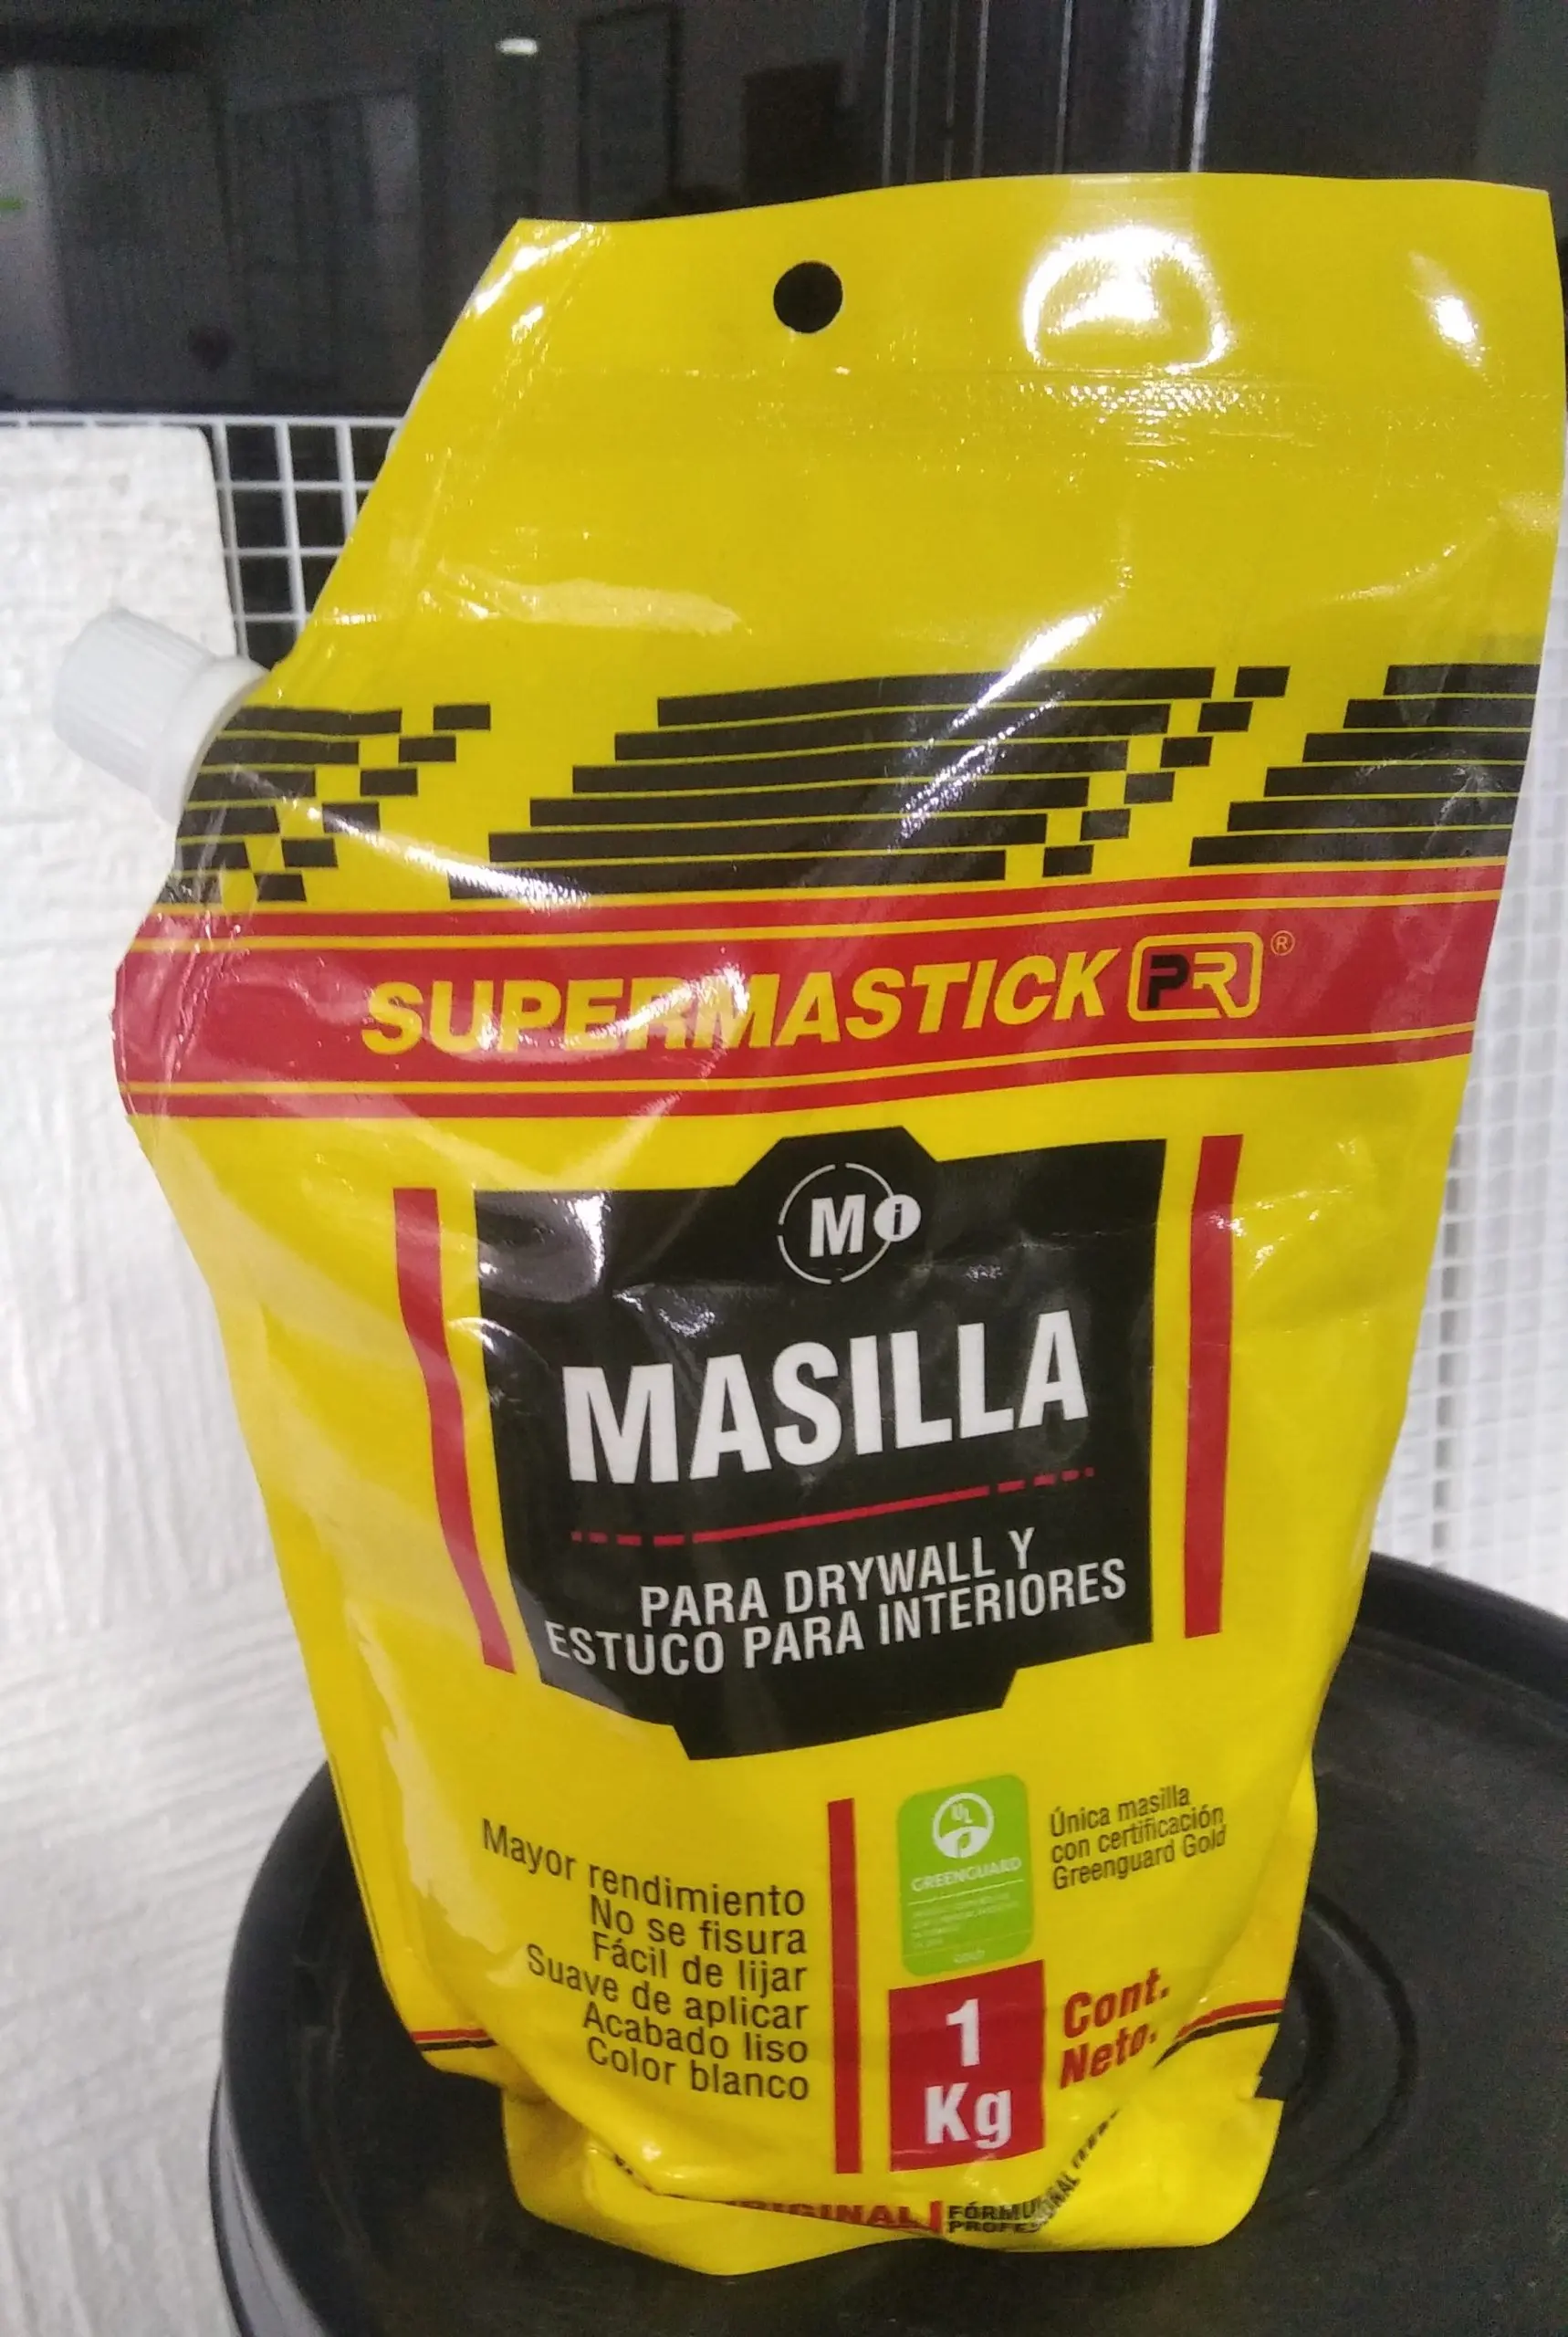 SUPERMASTICK PR ®
M i
MASILLA
PARA DRYWALL Y
ESTUCO PARA INTERIORES
Mayor rendimiento
No se fisura
Fácil de lijar
Suave de aplicar
Acabado liso
Color blanco
UL
GREENGUARD
Única masilla
con certificación
Greenguard Gold
1
Kg
Cont.
Neto.